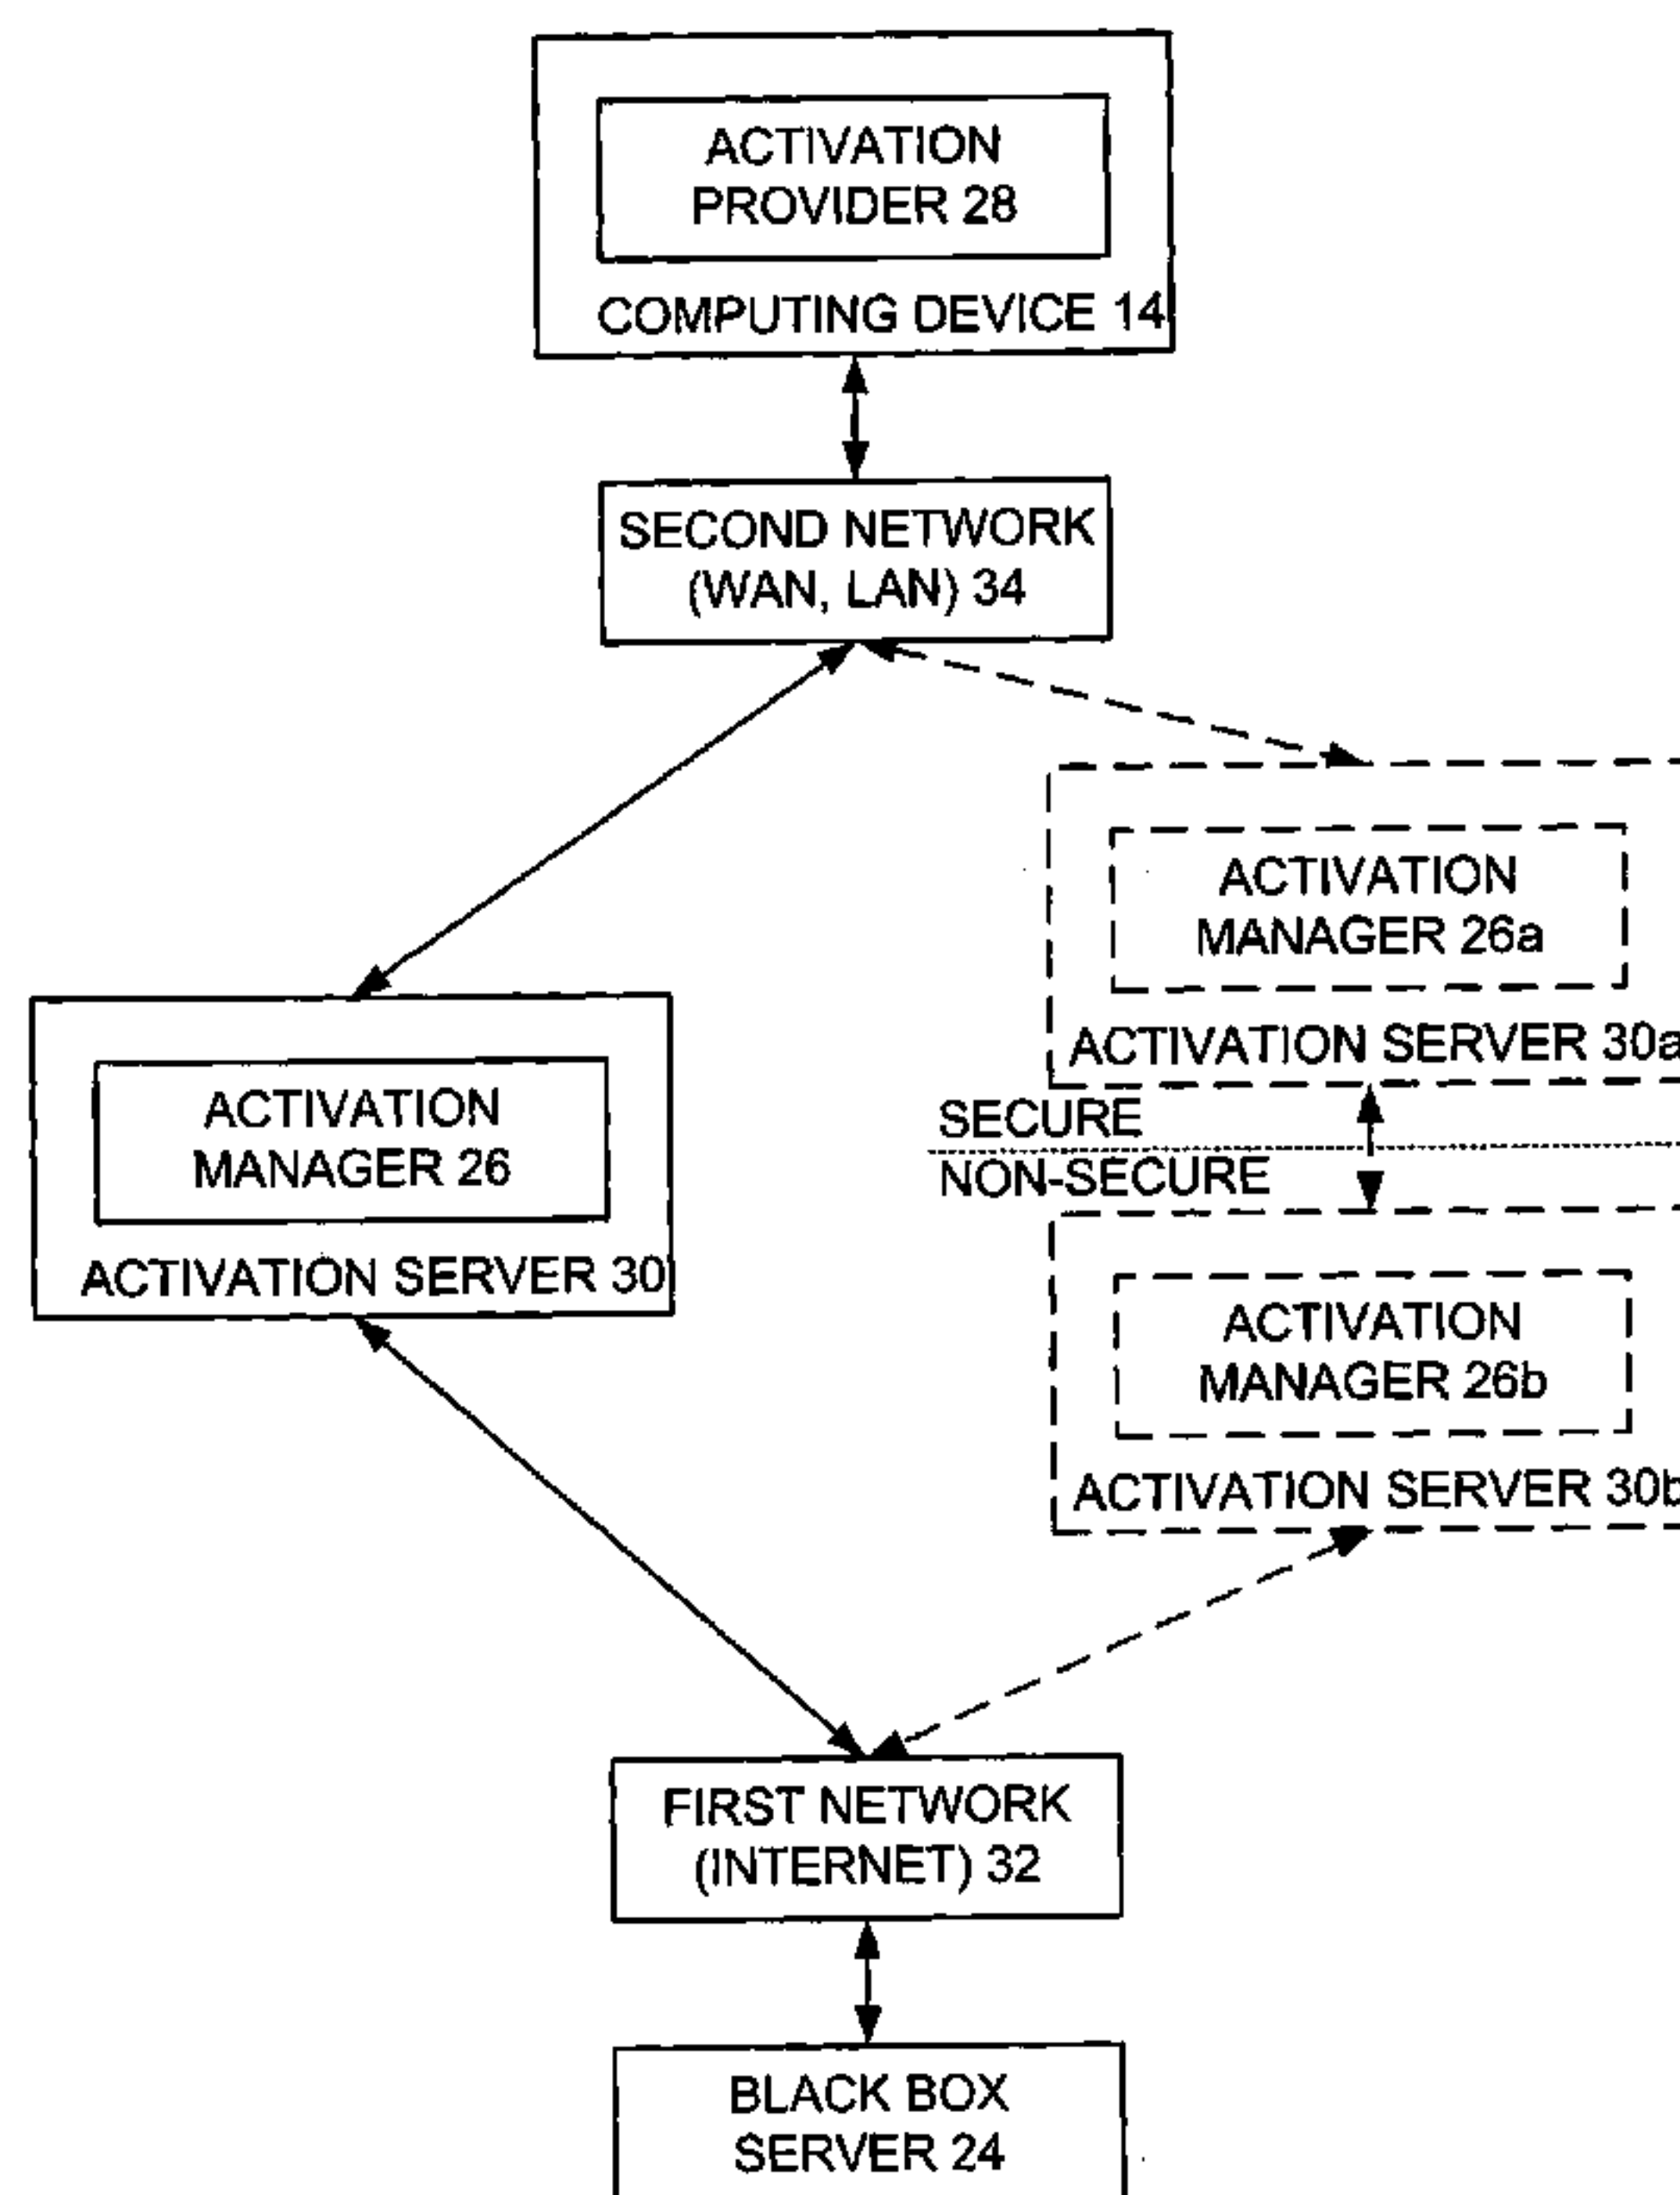 ACTIVATION
PROVIDER 28
COMPUTING DEVICE 14
SECOND NETWORK
(WAN, LAN) 34
ACTIVATION
MANAGER 26a
ACTIVATION SERVER 30a
SECURE
NON-SECURE
ACTIVATION
MANAGER 26
ACTIVATION SERVER 30
ACTIVATION
MANAGER 26b
ACTIVATION SERVER 30b
FIRST NETWORK
(INTERNET) 32
BLACK BOX
SERVER 24